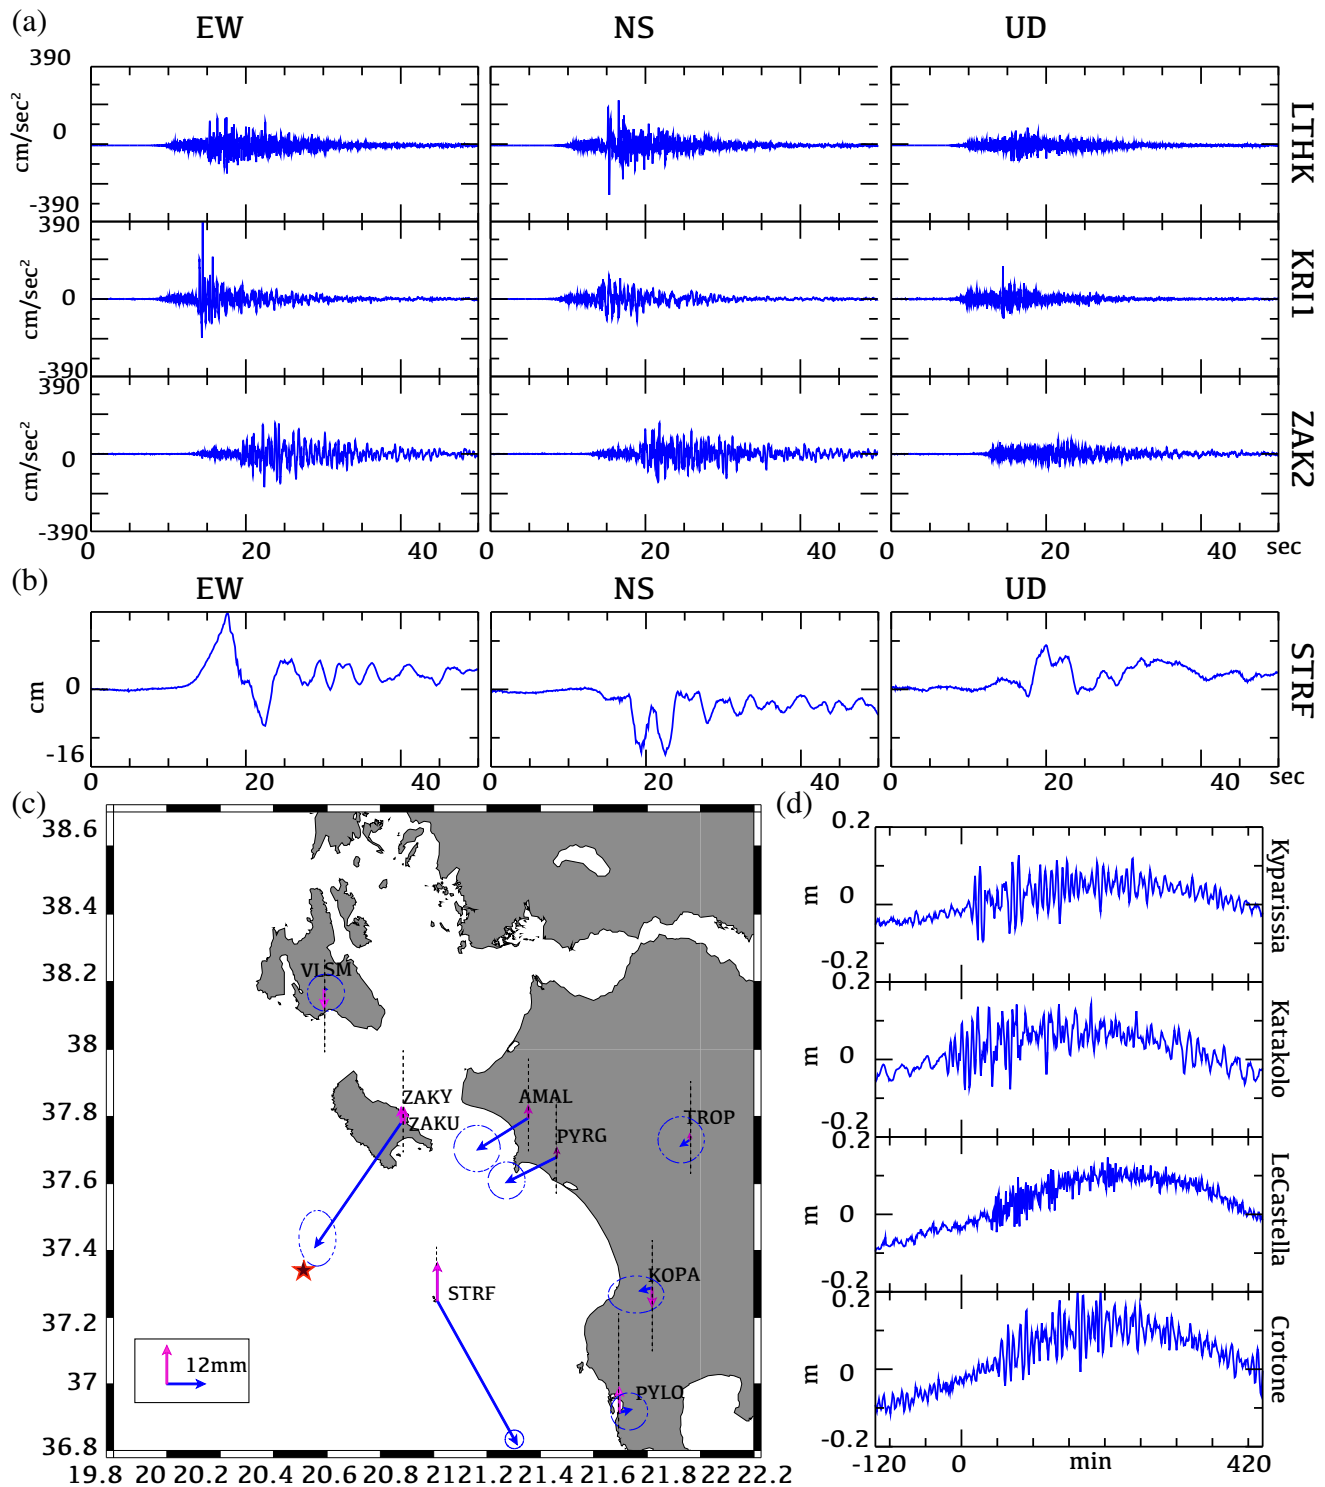 (a)
EW NS UD
390
cm/sec²
0
-390
LTHK
390
cm/sec²
0
-390
KRI1
390
cm/sec²
0
-390
ZAK2
0 20 40 0 20 40 0 20 40 sec
(b)
EW NS UD
cm
0
-16
STRF
0 20 40 0 20 40 0 20 40 sec
(c)
38.6
38.4
38.2
38
37.8
37.6
37.4
37.2
37
36.8
VLSM
ZAKY
ZAKU
AMAL
PYRG
TROP
STRF
KOPA
PYLO
12mm
19.8 20 20.2 20.4 20.6 20.8 21 21.2 21.4 21.6 21.8 22 22.2
(d)
0.2
m
0
-0.2
Kyparissia
0.2
m
0
-0.2
Katakolo
0.2
m
0
-0.2
LeCastella
0.2
m
0
-0.2
Crotone
-120 0 min 420